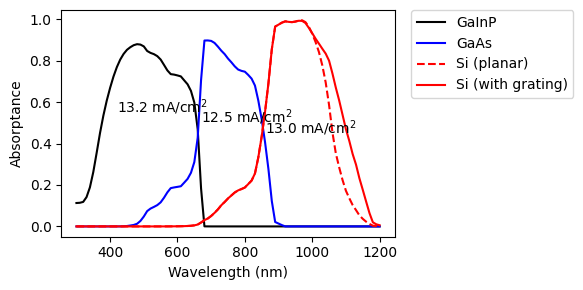 1.0
0.8
0.6
0.4
0.2
0.0
Absorptance
13.2 mA/cm²
12.5 mA/cm²
13.0 mA/cm²
400 600 800 1000 1200
Wavelength (nm)
GaInP
GaAs
Si (planar)
Si (with grating)